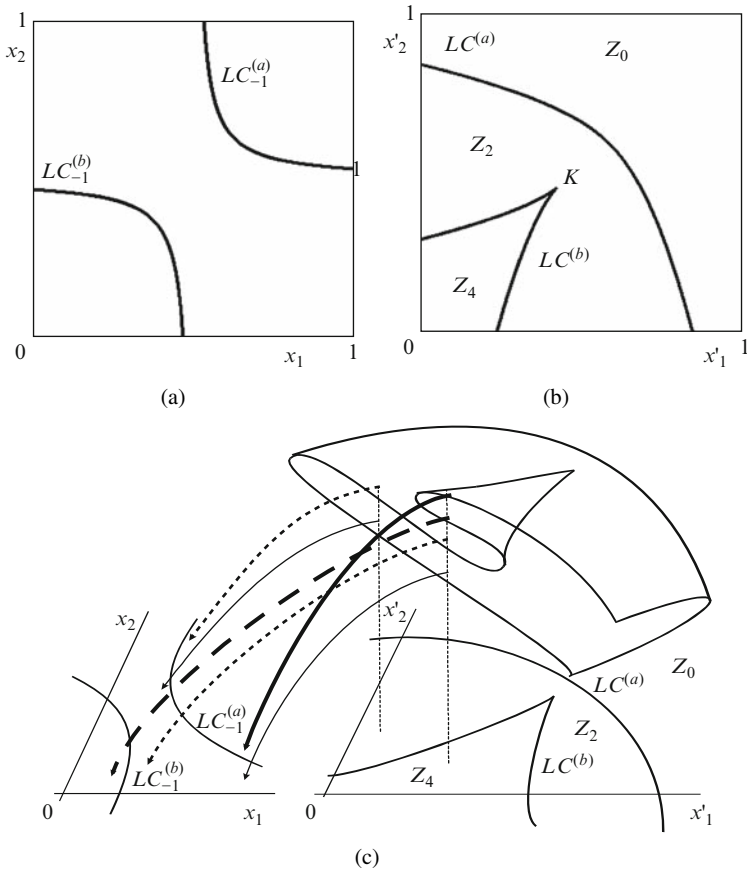 1
x₂
LC₋₁⁽ᵃ⁾
LC₋₁⁽ᵇ⁾
1
0
x₁
1
(a)
1
x'₂
LC⁽ᵃ⁾
Z₀
Z₂
K
LC⁽ᵇ⁾
Z₄
0
x'₁
1
(b)
x₂
x'₂
LC₋₁⁽ᵃ⁾
LC⁽ᵃ⁾
Z₀
Z₂
LC₋₁⁽ᵇ⁾
Z₄
LC⁽ᵇ⁾
0
x₁
0
x'₁
(c)